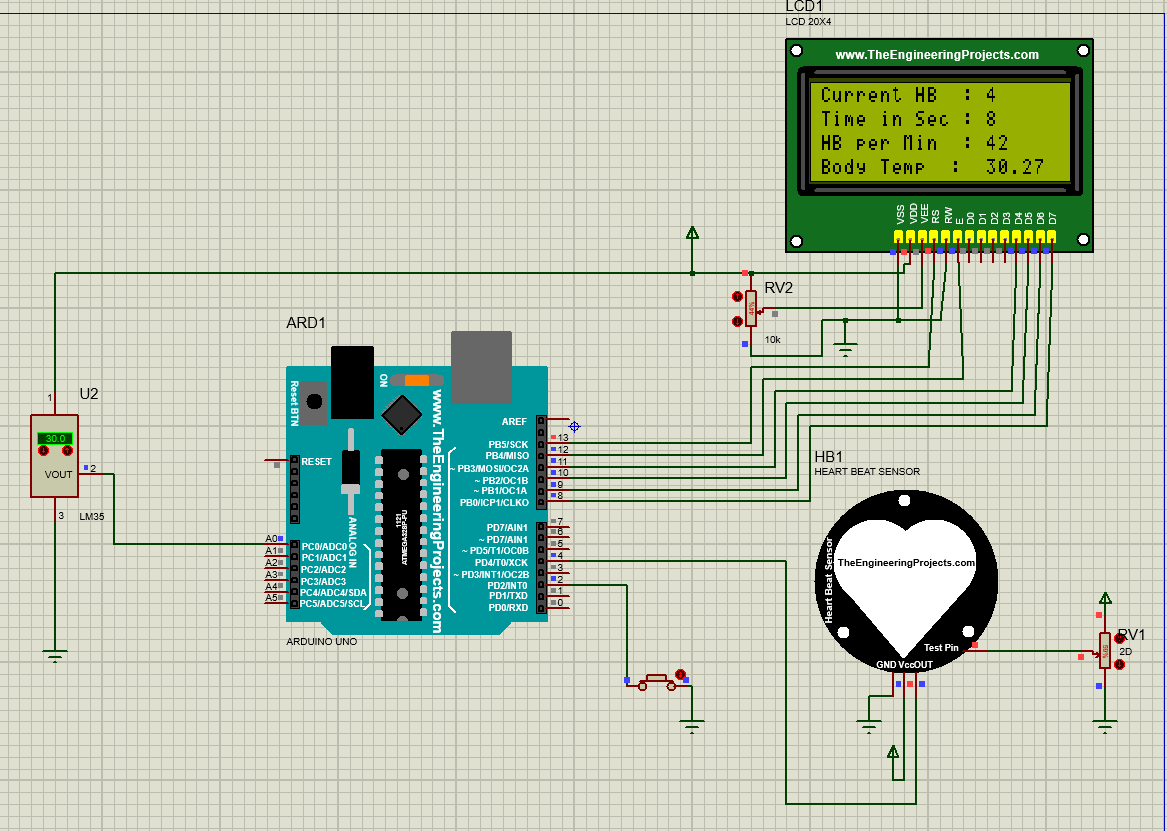 LCD1
LCD 20X4
www.TheEngineeringProjects.com
Current HB : 4
Time in Sec : 8
HB per Min : 42
Body Temp : 30.27
VSS
VDD
VEE
RS
RW
E
D0
D1
D2
D3
D4
D5
D6
D7
RV2
10k
ARD1
ON
Reset BTN
www.TheEngineeringProjects.com
AREF
RESET
PB5/SCK
13
PB4/MISO
12
~ PB3/MOSI/OC2A
11
~ PB2/OC1B
10
~ PB1/OC1A
9
PB0/ICP1/CLKO
8
1121
ATMEGA328P-PU
ANALOG IN
PD7/AIN1
7
~ PD7/AIN1
6
~ PD5/T1/OC0B
5
PD4/T0/XCK
4
~ PD3/INT1/OC2B
3
PD2/INT0
2
PD1/TXD
1
PD0/RXD
0
A0
PC0/ADC0
A1
PC1/ADC1
A2
PC2/ADC2
A3
PC3/ADC3
A4
PC4/ADC4/SDA
A5
PC5/ADC5/SCL
ARDUINO UNO
U2
1
30.0
VOUT
2
3
LM35
HB1
HEART BEAT SENSOR
TheEngineeringProjects.com
Heart Beat Sensor
Test Pin
GND VccOUT
RV1